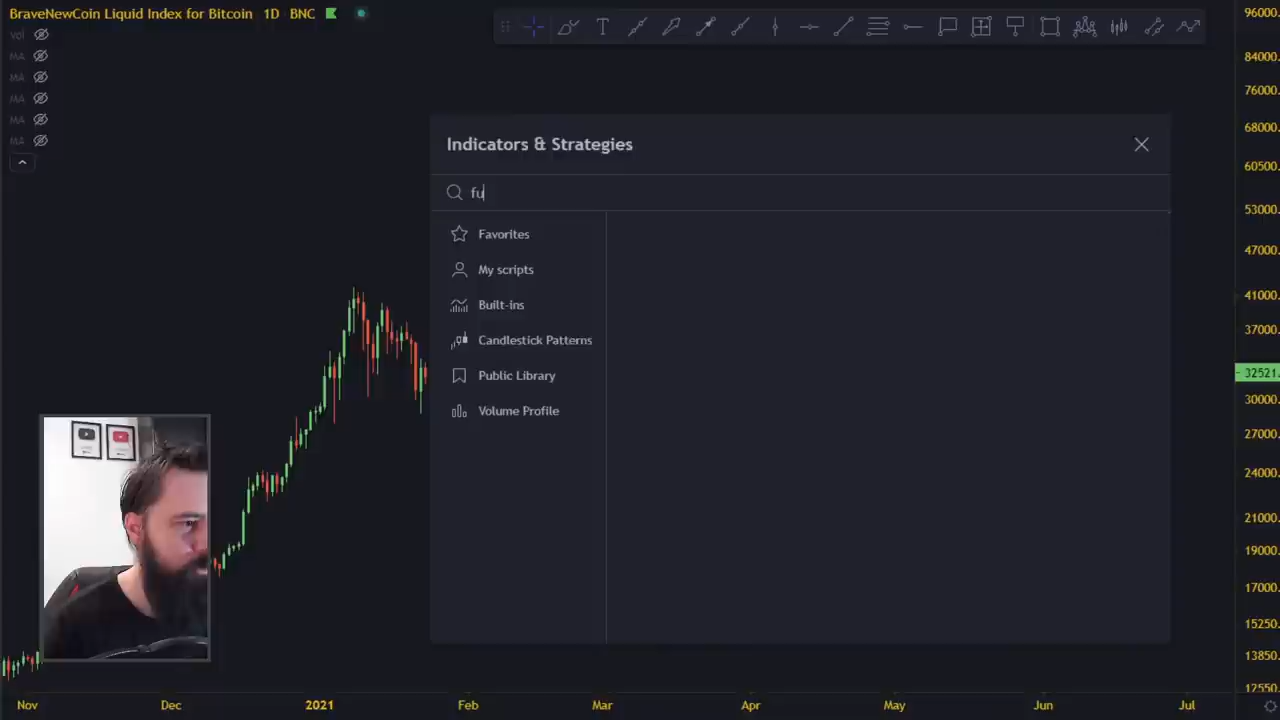 BraveNewCoin Liquid Index for Bitcoin 1D BNC
Vol
MA
MA
MA
MA
MA
Indicators & Strategies
fu
Favorites
My scripts
Built-ins
Candlestick Patterns
Public Library
Volume Profile
96000.
84000.
76000.
68000.
60500.
53000.
47000.
41000.
37000.
32521.
30000.
27000.
24000.
21000.
19000.
17000.
15250.
13850.
12550.
Nov Dec 2021 Feb Mar Apr May Jun Jul